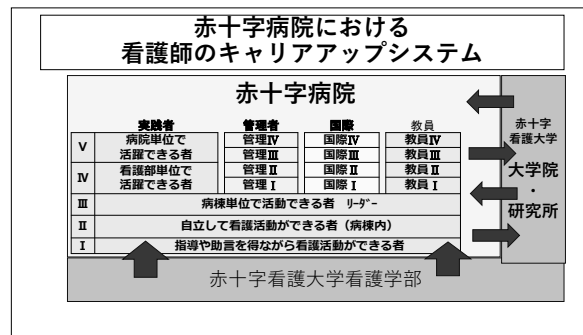 赤十字病院における
看護師のキャリアアップシステム
赤十字病院
実践者
管理者
国際
教員
Ⅴ
病院単位で
活躍できる者
管理Ⅳ
国際Ⅳ
教員Ⅳ
管理Ⅲ
国際Ⅲ
教員Ⅲ
Ⅳ
看護部単位で
活躍できる者
管理Ⅱ
国際Ⅱ
教員Ⅱ
管理Ⅰ
国際Ⅰ
教員Ⅰ
Ⅲ
病棟単位で活動できる者 ﾘｰﾀﾞｰ
Ⅱ
自立して看護活動ができる者（病棟内）
Ⅰ
指導や助言を得ながら看護活動ができる者
赤十字
看護大学
大学院
・
研究所
赤十字看護大学看護学部